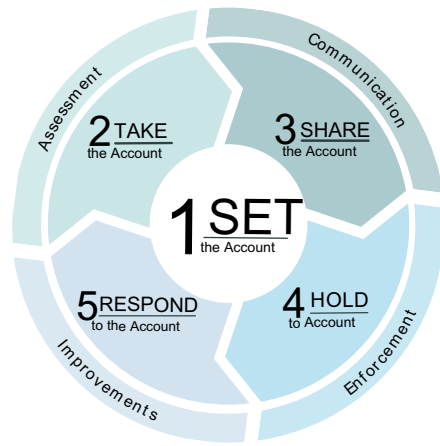 Assessment
Communication
2 TAKE
the Account
3 SHARE
the Account
1 SET
the Account
5 RESPOND
to the Account
4 HOLD
to Account
Improvements
Enforcement